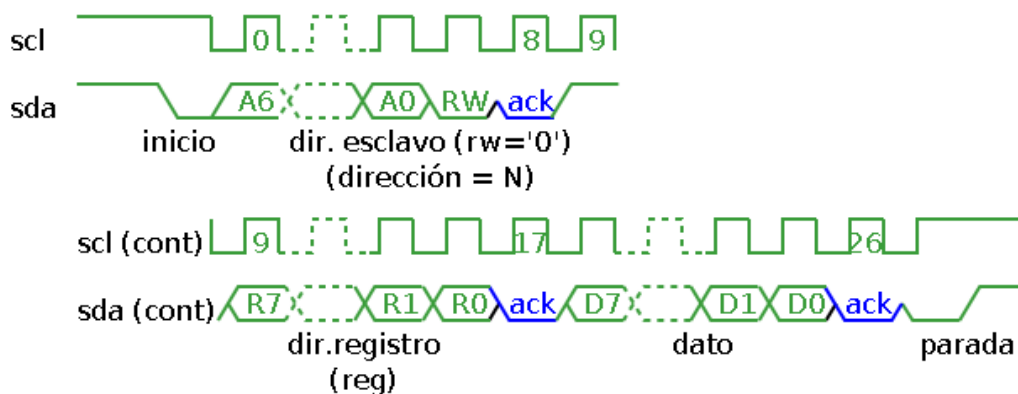 scl 0 8 9
sda A6 A0 RW ack
inicio dir. esclavo (rw='0')
(dirección = N)
scl (cont) 9 17 26
sda (cont) R7 R1 R0 ack D7 D1 D0 ack
dir.registro dato parada
(reg)